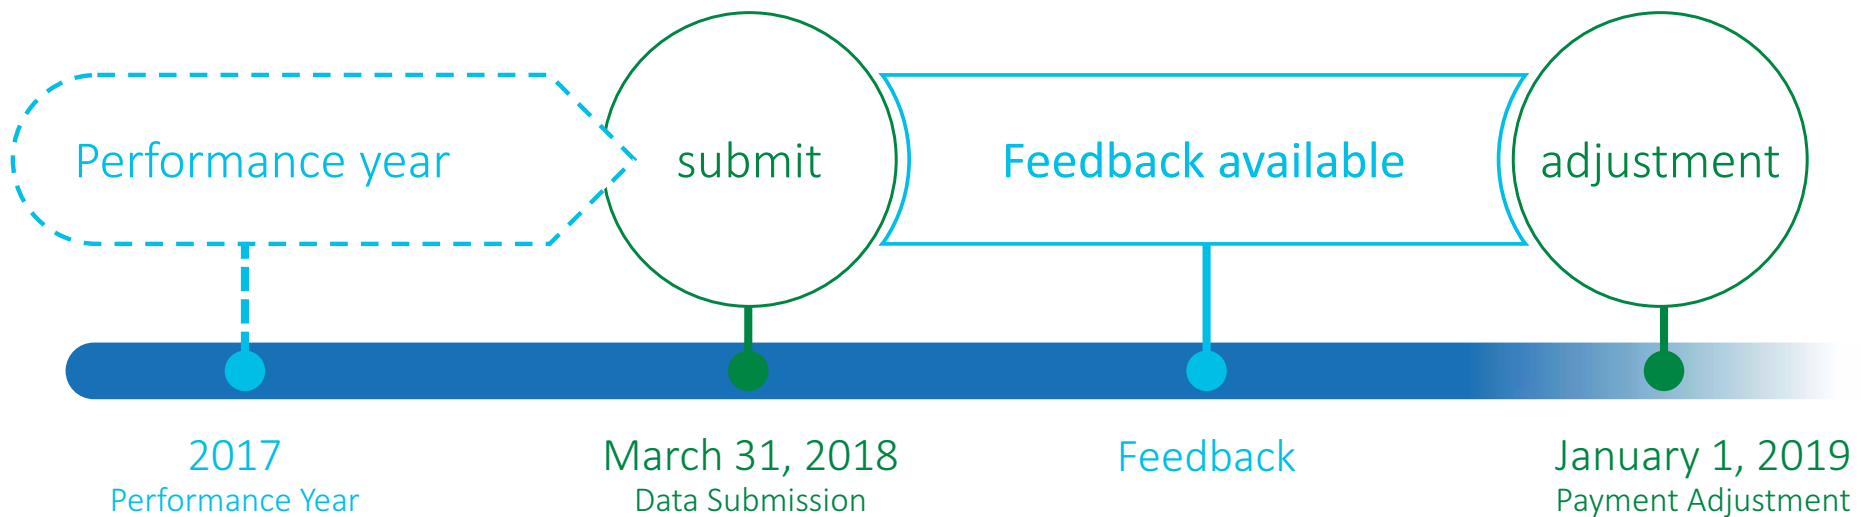 Performance year
submit
Feedback available
adjustment
2017
Performance Year
March 31, 2018
Data Submission
Feedback
January 1, 2019
Payment Adjustment